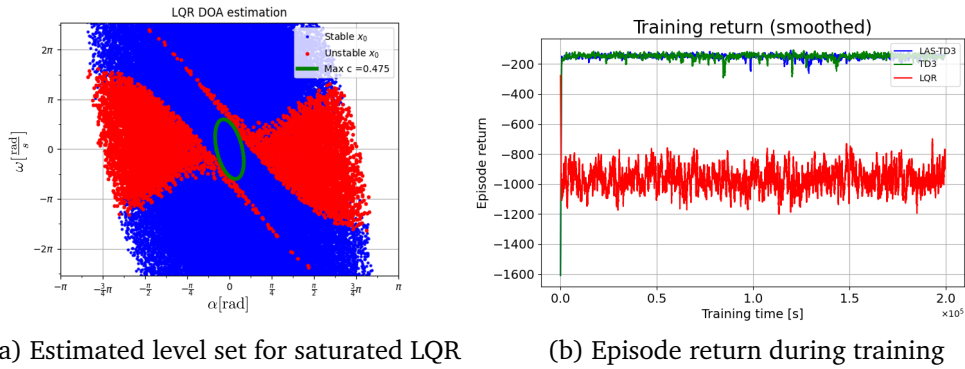 LQR DOA estimation
Stable x₀
Unstable x₀
Max c =0.475
2π
π
0
−π
−2π
ω[rad/s]
−π −3/4π −π/2 −π/4 0 π/4 π/2 3/4π π
α[rad]
a) Estimated level set for saturated LQR
Training return (smoothed)
LAS-TD3
TD3
LQR
−200
−400
−600
−800
−1000
−1200
−1400
−1600
Episode return
0.0 0.5 1.0 1.5 2.0
×10⁵
Training time [s]
(b) Episode return during training